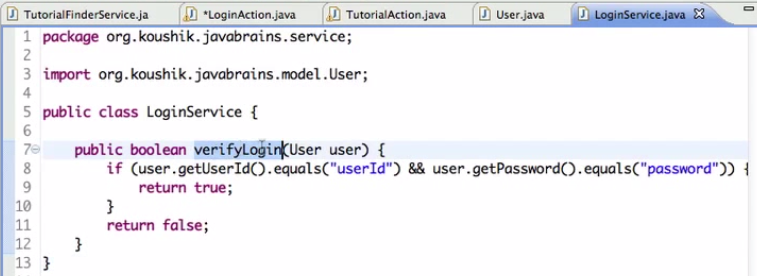 TutorialFinderService.ja *LoginAction.java TutorialAction.java User.java LoginService.java
1 package org.koushik.javabrains.service;
2
3 import org.koushik.javabrains.model.User;
4
5 public class LoginService {
6
7 public boolean verifyLogin(User user) {
8 if (user.getUserId().equals("userId") && user.getPassword().equals("password")) {
9 return true;
10 }
11 return false;
12 }
13 }